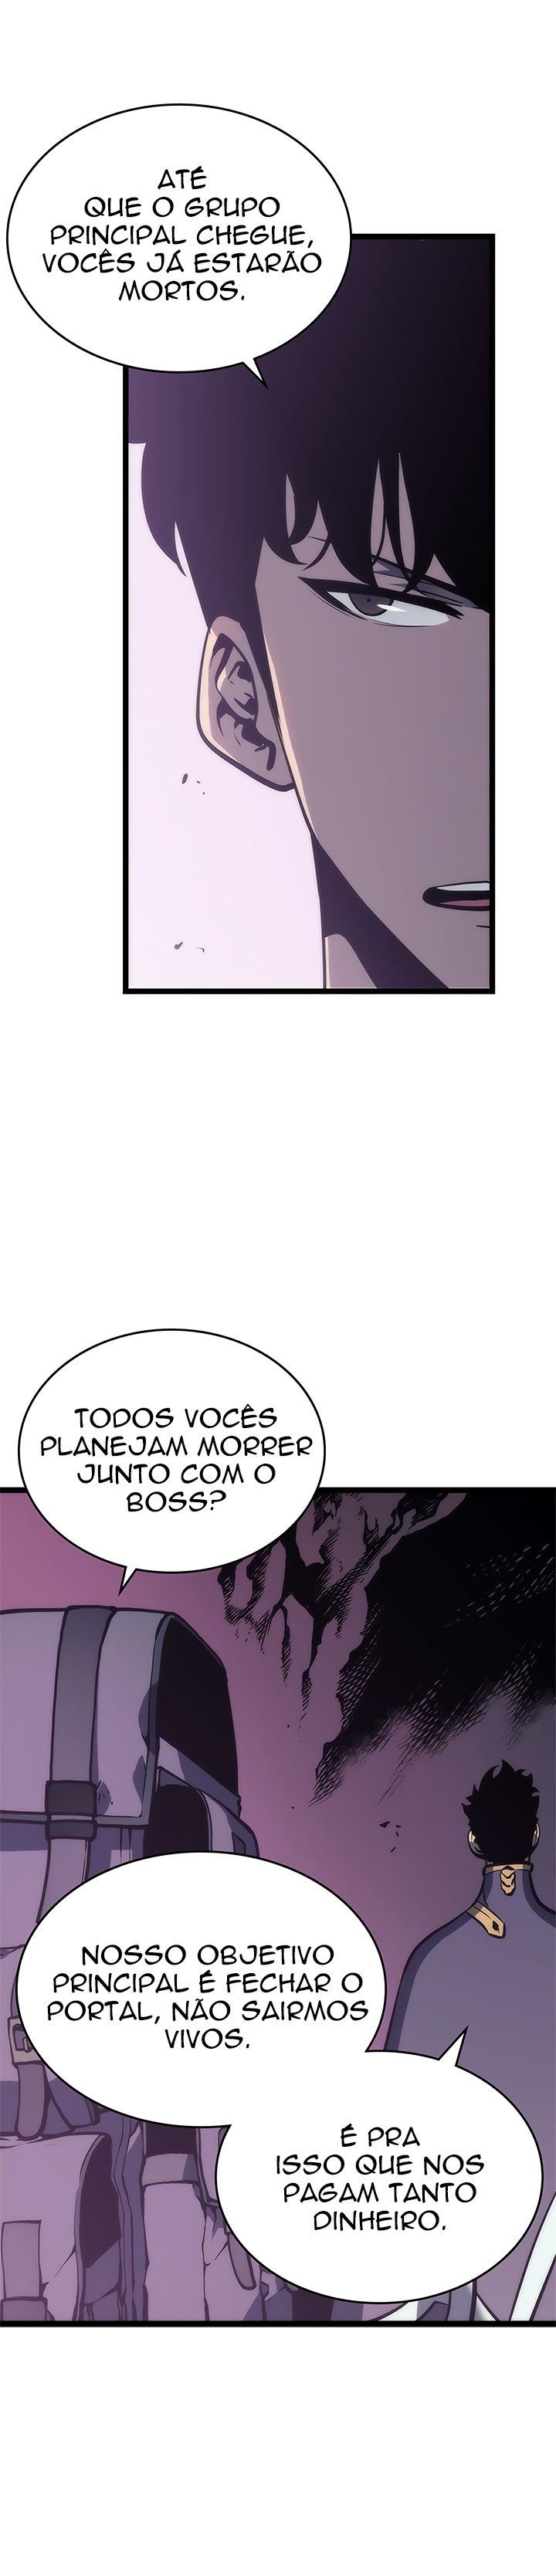 ATÉ
QUE O GRUPO
PRINCIPAL CHEGUE,
VOCÊS JÁ ESTARÃO
MORTOS.
TODOS VOCÊS
PLANEJAM MORRER
JUNTO COM O
BOSS?
NOSSO OBJETIVO
PRINCIPAL É FECHAR O
PORTAL, NÃO SAIRMOS
VIVOS.
É PRA
ISSO QUE NOS
PAGAM TANTO
DINHEIRO.